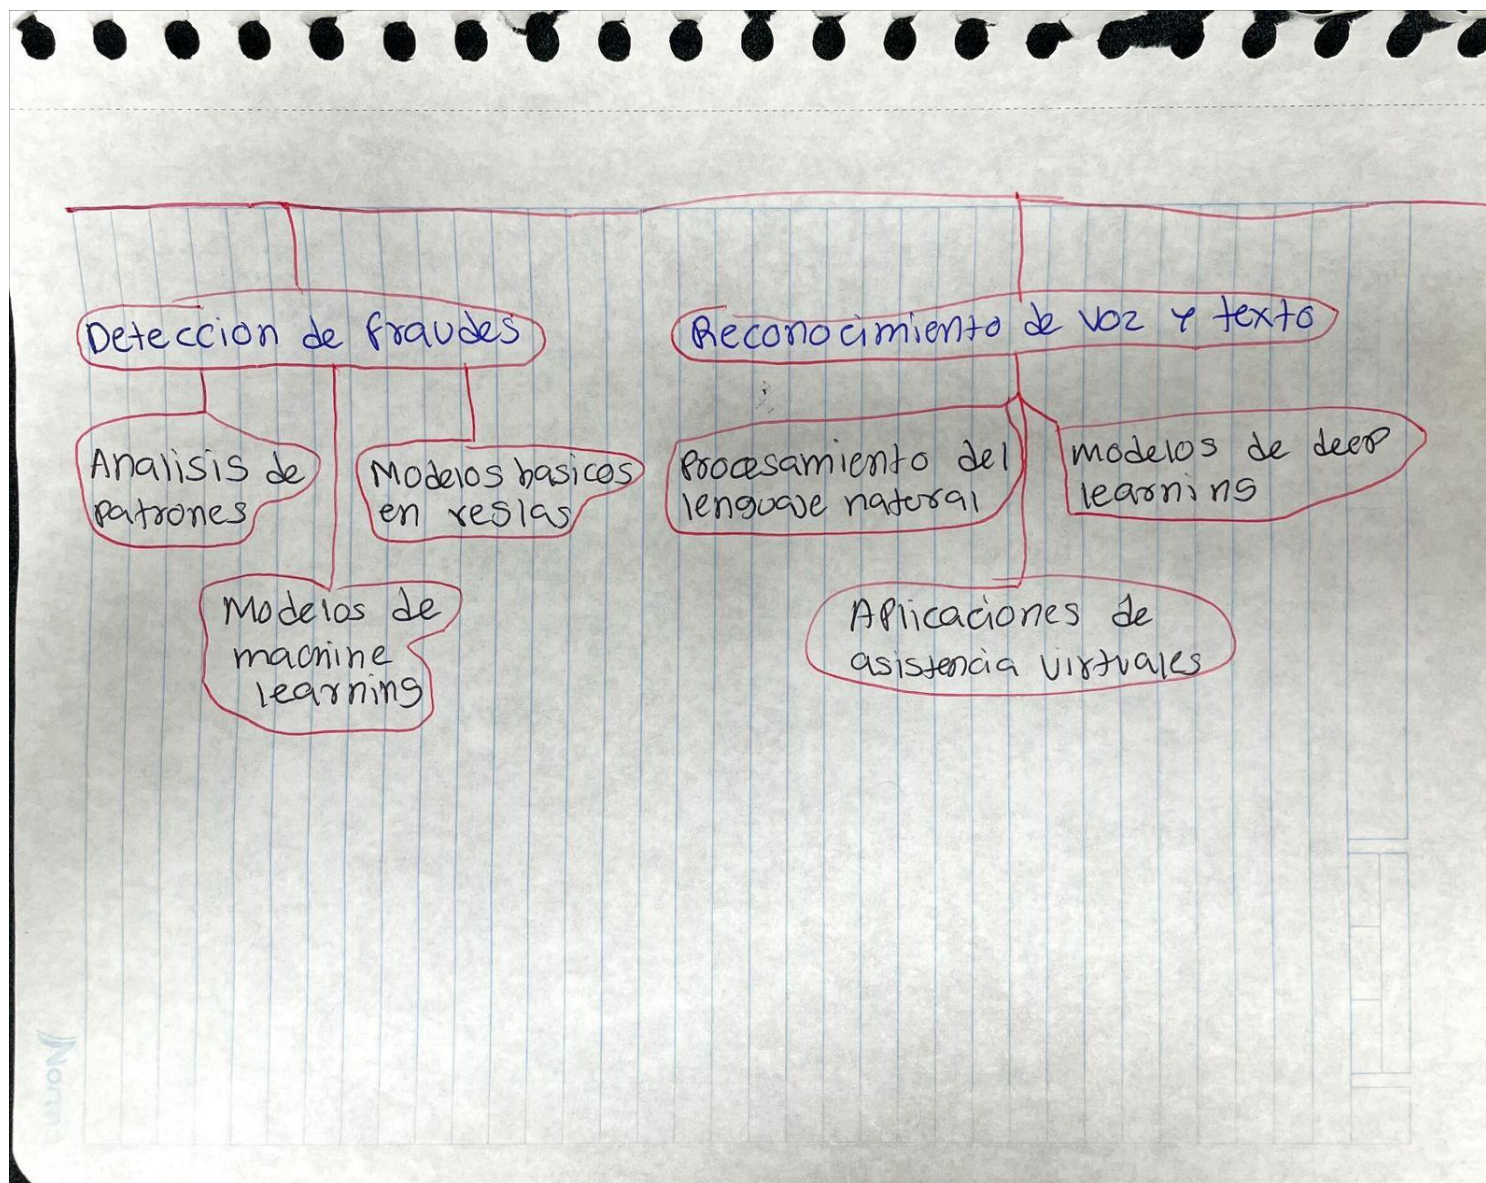 Deteccion de fraudes
Analisis de
patrones
Modelos basicos
en reglas
Modelos de
machine
learning
Reconocimiento de voz y texto
Procesamiento del
lenguaje natural
modelos de deep
learning
Aplicaciones de
asistencia virtuales
Norma